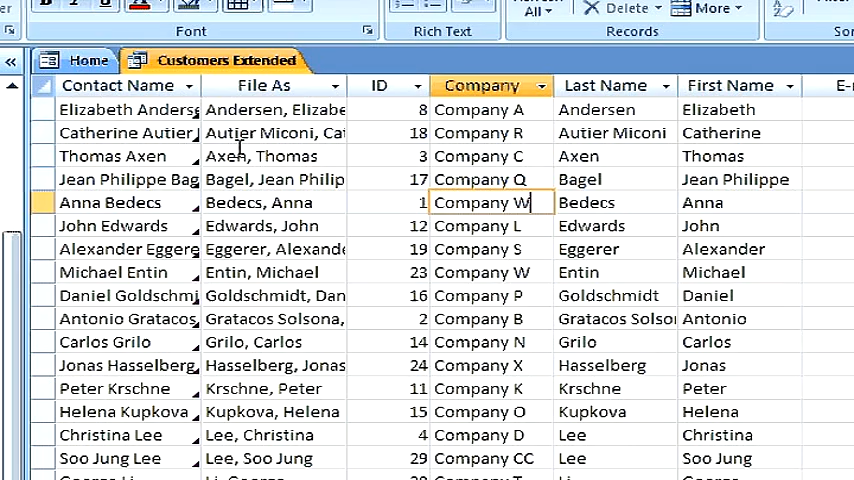 All Delete More
Font Rich Text Records
Home Customers Extended
Contact Name File As ID Company Last Name First Name
Elizabeth Anderse Andersen, Elizabe 8 Company A Andersen Elizabeth
Catherine Autier Autier Miconi, Cat 18 Company R Autier Miconi Catherine
Thomas Axen Axen, Thomas 3 Company C Axen Thomas
Jean Philippe Bag Bagel, Jean Philip 17 Company Q Bagel Jean Philippe
Anna Bedecs Bedecs, Anna 1 Company W Bedecs Anna
John Edwards Edwards, John 12 Company L Edwards John
Alexander Eggere Eggerer, Alexande 19 Company S Eggerer Alexander
Michael Entin Entin, Michael 23 Company W Entin Michael
Daniel Goldschmi Goldschmidt, Dan 16 Company P Goldschmidt Daniel
Antonio Gratacos Gratacos Solsona, 2 Company B Gratacos Solsor Antonio
Carlos Grilo Grilo, Carlos 14 Company N Grilo Carlos
Jonas Hasselberg Hasselberg, Jonas 24 Company X Hasselberg Jonas
Peter Krschne Krschne, Peter 11 Company K Krschne Peter
Helena Kupkova Kupkova, Helena 15 Company O Kupkova Helena
Christina Lee Lee, Christina 4 Company D Lee Christina
Soo Jung Lee Lee, Soo Jung 29 Company CC Lee Soo Jung